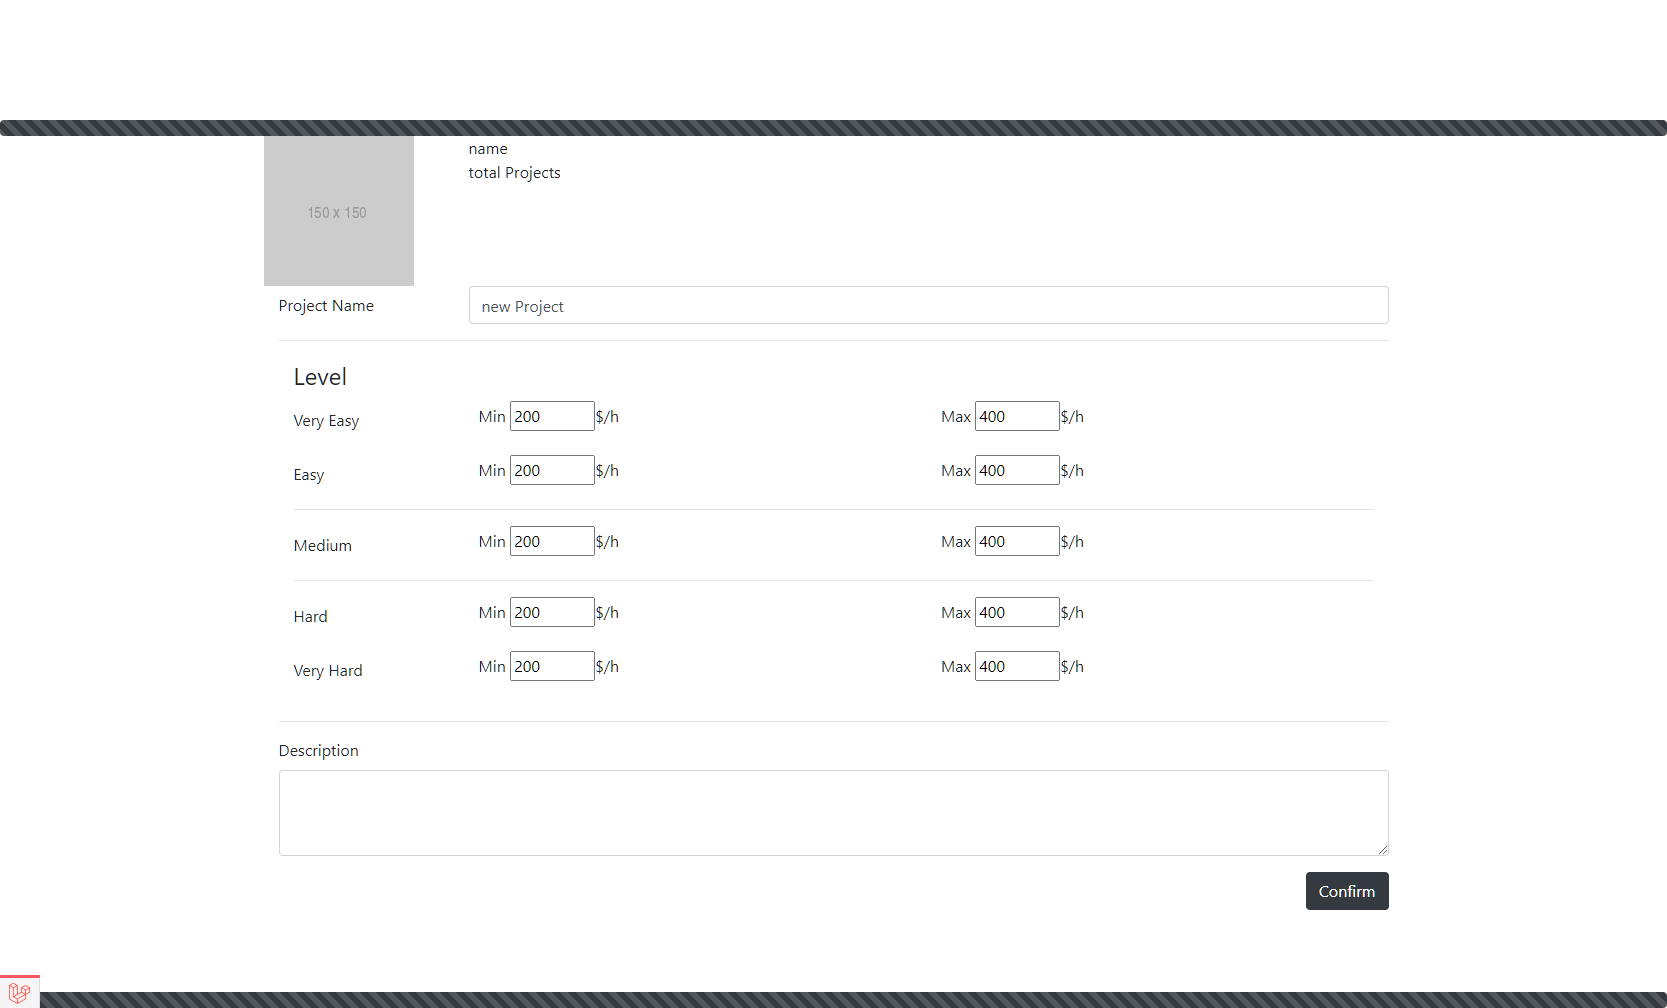 name
total Projects
150 x 150
Project Name new Project
Level
Very Easy Min 200 $/h Max 400 $/h
Easy Min 200 $/h Max 400 $/h
Medium Min 200 $/h Max 400 $/h
Hard Min 200 $/h Max 400 $/h
Very Hard Min 200 $/h Max 400 $/h
Description
Confirm